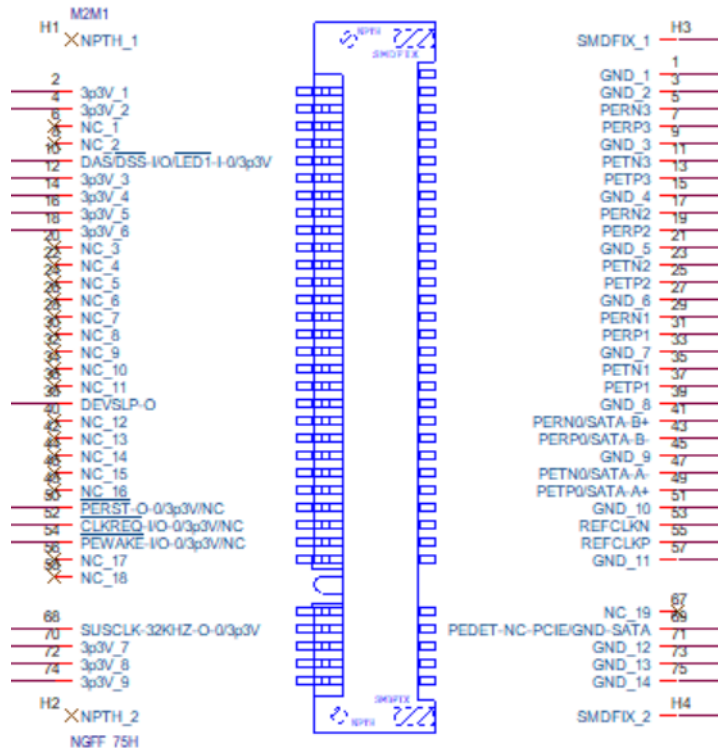 M2M1
H1
NPTH_1
2
3p3V_1
4
3p3V_2
6
NC_1
8
NC_2
10
DAS/DSS-I/O/LED1-I-0/3p3V
12
3p3V_3
14
3p3V_4
16
3p3V_5
18
3p3V_6
20
NC_3
22
NC_4
24
NC_5
26
NC_6
28
NC_7
30
NC_8
32
NC_9
34
NC_10
36
NC_11
38
DEVSLP-O
40
NC_12
42
NC_13
44
NC_14
46
NC_15
48
NC_16
50
PERST-O-0/3p3V/NC
52
CLKREQ-I/O-0/3p3V/NC
54
PEWAKE-I/O-0/3p3V/NC
56
NC_17
58
NC_18
68
SUSCLK-32KHZ-O-0/3p3V
70
3p3V_7
72
3p3V_8
74
3p3V_9
H2
NPTH_2
NGFF 75H
NPTH
SMDFIX
SMDFIX
NPTH
H3
SMDFIX_1
1
GND_1
3
GND_2
5
PERN3
7
PERP3
9
GND_3
11
PETN3
13
PETP3
15
GND_4
17
PERN2
19
PERP2
21
GND_5
23
PETN2
25
PETP2
27
GND_6
29
PERN1
31
PERP1
33
GND_7
35
PETN1
37
PETP1
39
GND_8
41
PERN0/SATA-B+
43
PERP0/SATA-B-
45
GND_9
47
PETN0/SATA-A-
49
PETP0/SATA-A+
51
GND_10
53
REFCLKN
55
REFCLKP
57
GND_11
67
NC_19
69
PEDET-NC-PCIE/GND-SATA
71
GND_12
73
GND_13
75
GND_14
H4
SMDFIX_2